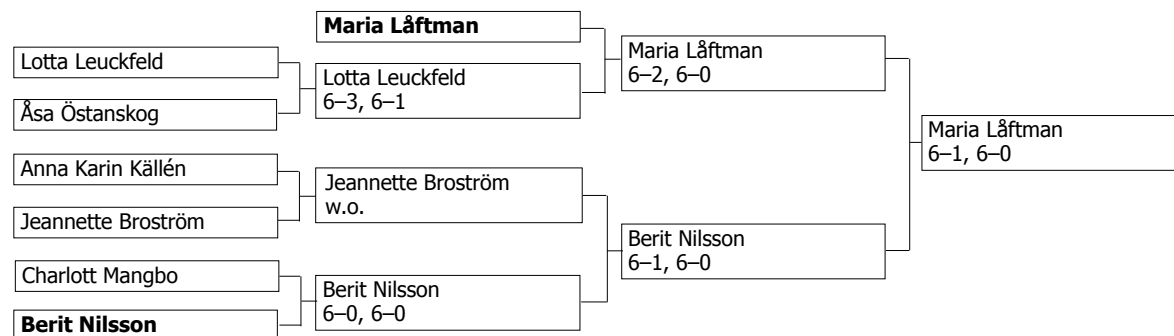 Maria Låftman
Lotta Leuckfeld
Åsa Östanskog
Lotta Leuckfeld
6–3, 6–1
Maria Låftman
6–2, 6–0
Anna Karin Källén
Jeannette Broström
Jeannette Broström
w.o.
Charlott Mangbo
Berit Nilsson
Berit Nilsson
6–0, 6–0
Berit Nilsson
6–1, 6–0
Maria Låftman
6–1, 6–0